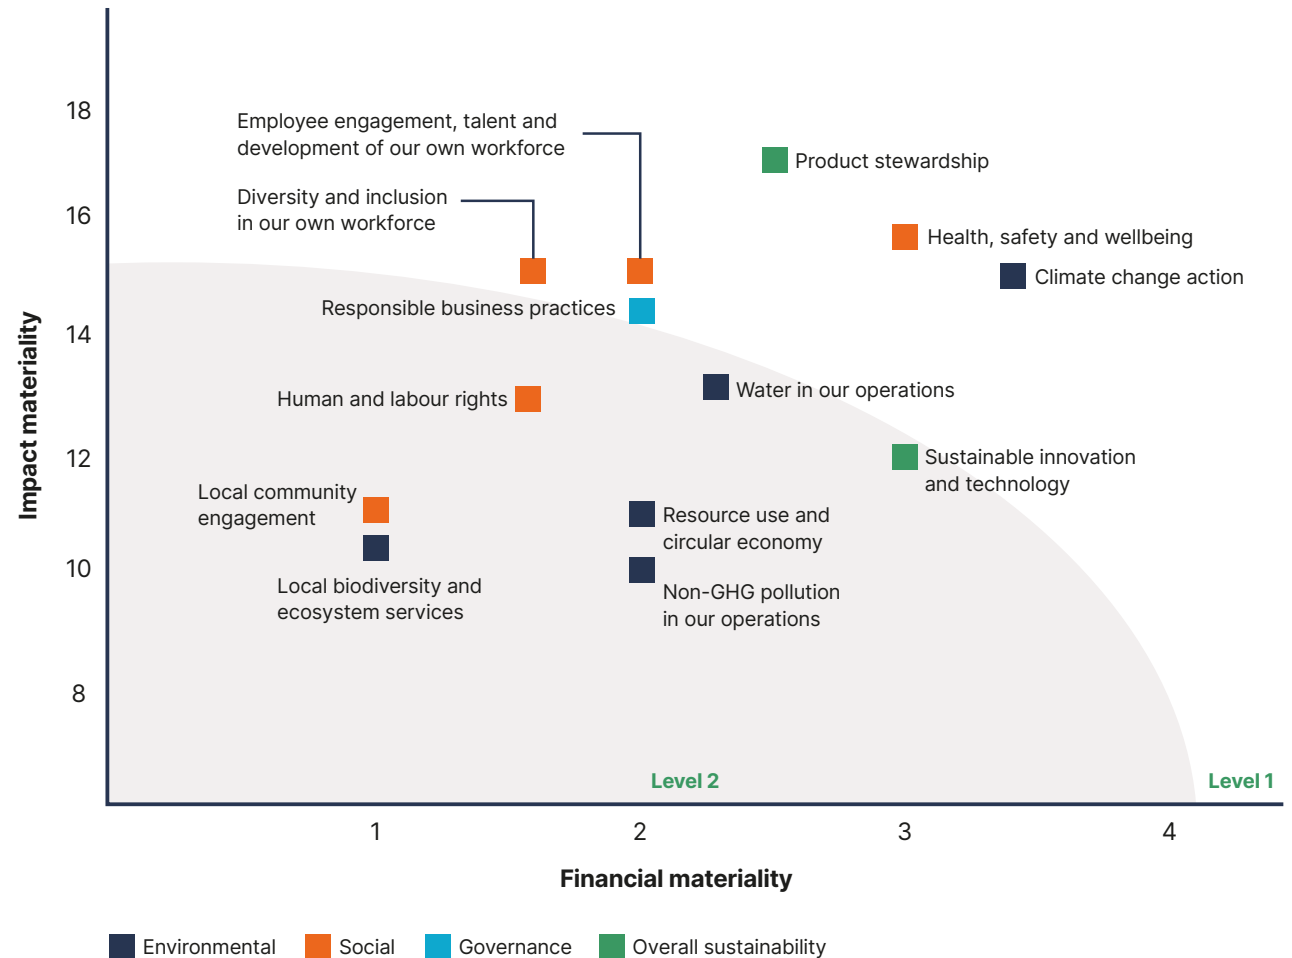 18
Employee engagement, talent and
development of our own workforce
Product stewardship
Diversity and inclusion
in our own workforce
16
Health, safety and wellbeing
Climate change action
Responsible business practices
14
Water in our operations
Human and labour rights
12
Sustainable innovation
and technology
Local community
engagement
Resource use and
circular economy
10
Local biodiversity and
ecosystem services
Non-GHG pollution
in our operations
8
Impact materiality
Level 2
Level 1
1
2
3
4
Financial materiality
Environmental
Social
Governance
Overall sustainability